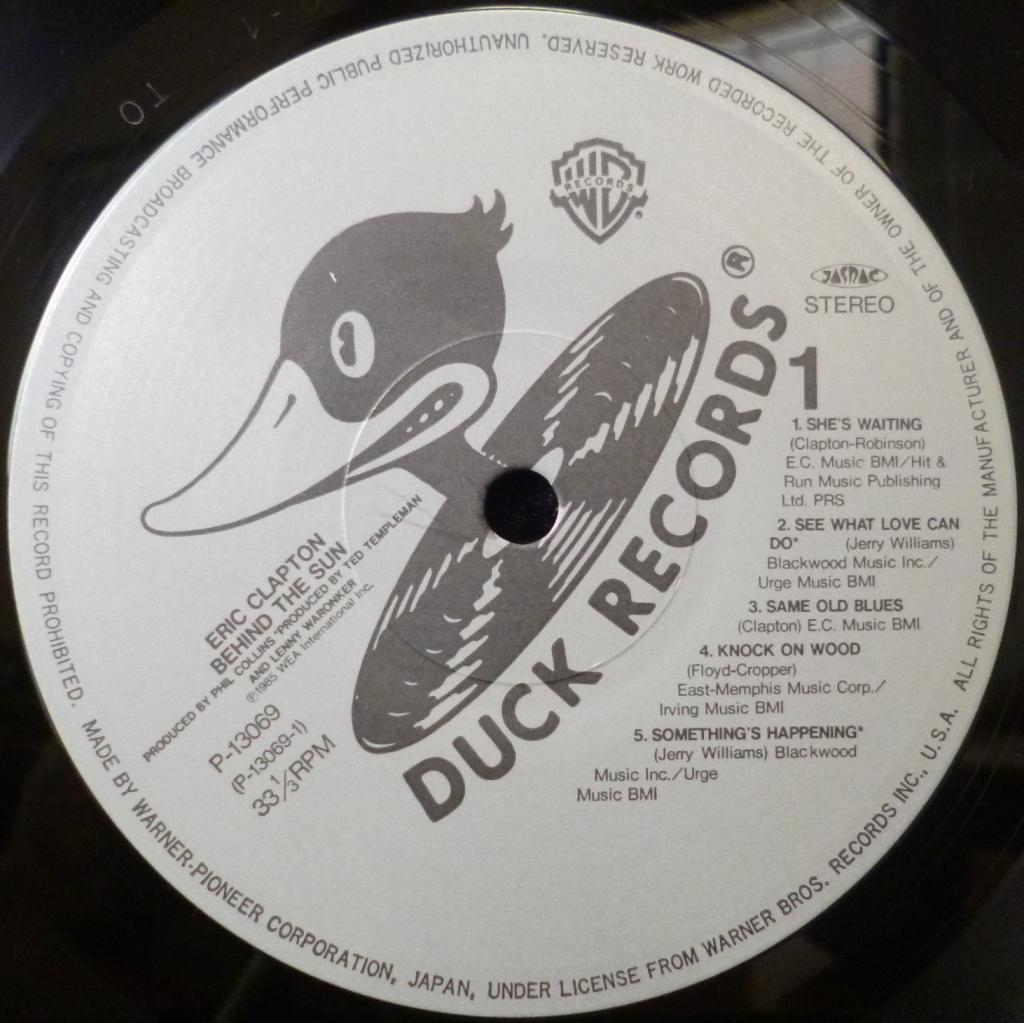 MADE BY WARNER-PIONEER CORPORATION, JAPAN, UNDER LICENSE FROM WARNER BROS. RECORDS INC., U.S.A. ALL RIGHTS OF THE MANUFACTURER AND OF THE OWNER OF THE RECORDED WORK RESERVED. UNAUTHORIZED PUBLIC PERFORMANCE BROADCASTING AND COPYING OF THIS RECORD PROHIBITED.
TO
RECORDS
DUCK RECORDS®
JASRAC
STEREO
1
1. SHE'S WAITING
(Clapton-Robinson)
E.C. Music BMI/Hit &
Run Music Publishing
Ltd. PRS
2. SEE WHAT LOVE CAN
DO* (Jerry Williams)
Blackwood Music Inc./
Urge Music BMI
3. SAME OLD BLUES
(Clapton) E.C. Music BMI
4. KNOCK ON WOOD
(Floyd-Cropper)
East-Memphis Music Corp./
Irving Music BMI
5. SOMETHING'S HAPPENING*
(Jerry Williams) Blackwood
Music Inc./Urge
Music BMI
ERIC CLAPTON
BEHIND THE SUN
PRODUCED BY PHIL COLLINS *PRODUCED BY TED TEMPLEMAN
AND LENNY WARONKER
℗1985 WEA International Inc.
P-13069
(P-13069-1)
33 1/3 RPM